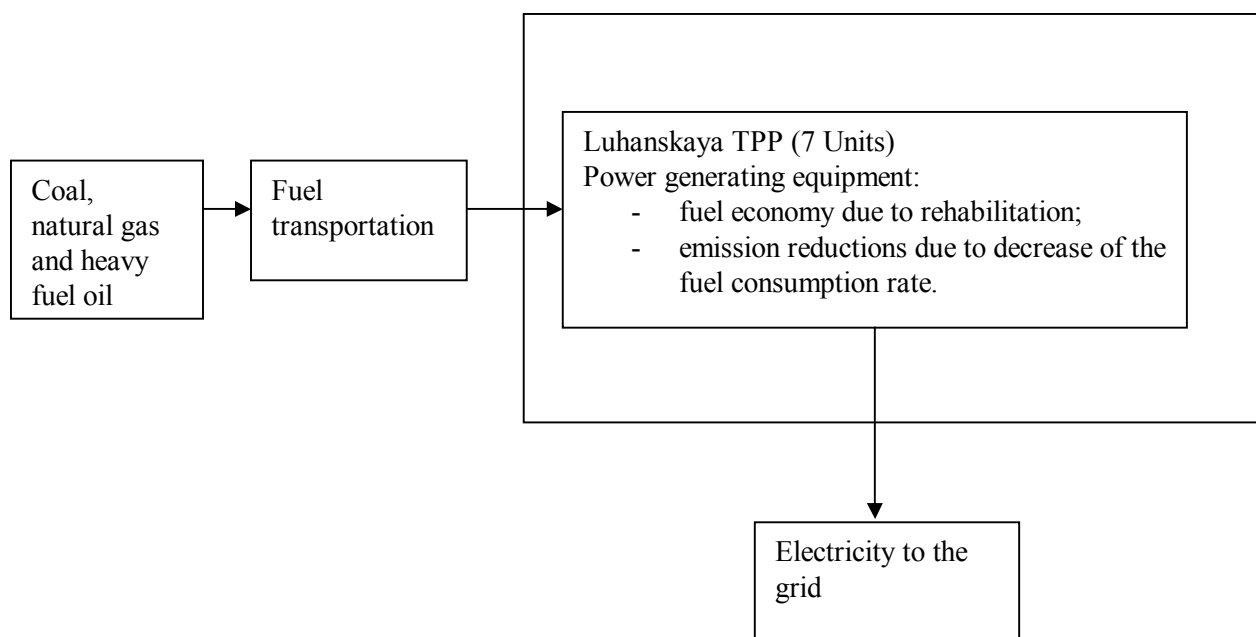 Coal,
natural gas
and heavy
fuel oil
Fuel
transportation
Luhanskaya TPP (7 Units)
Power generating equipment:
- fuel economy due to rehabilitation;
- emission reductions due to decrease of the
fuel consumption rate.
Electricity to the
grid